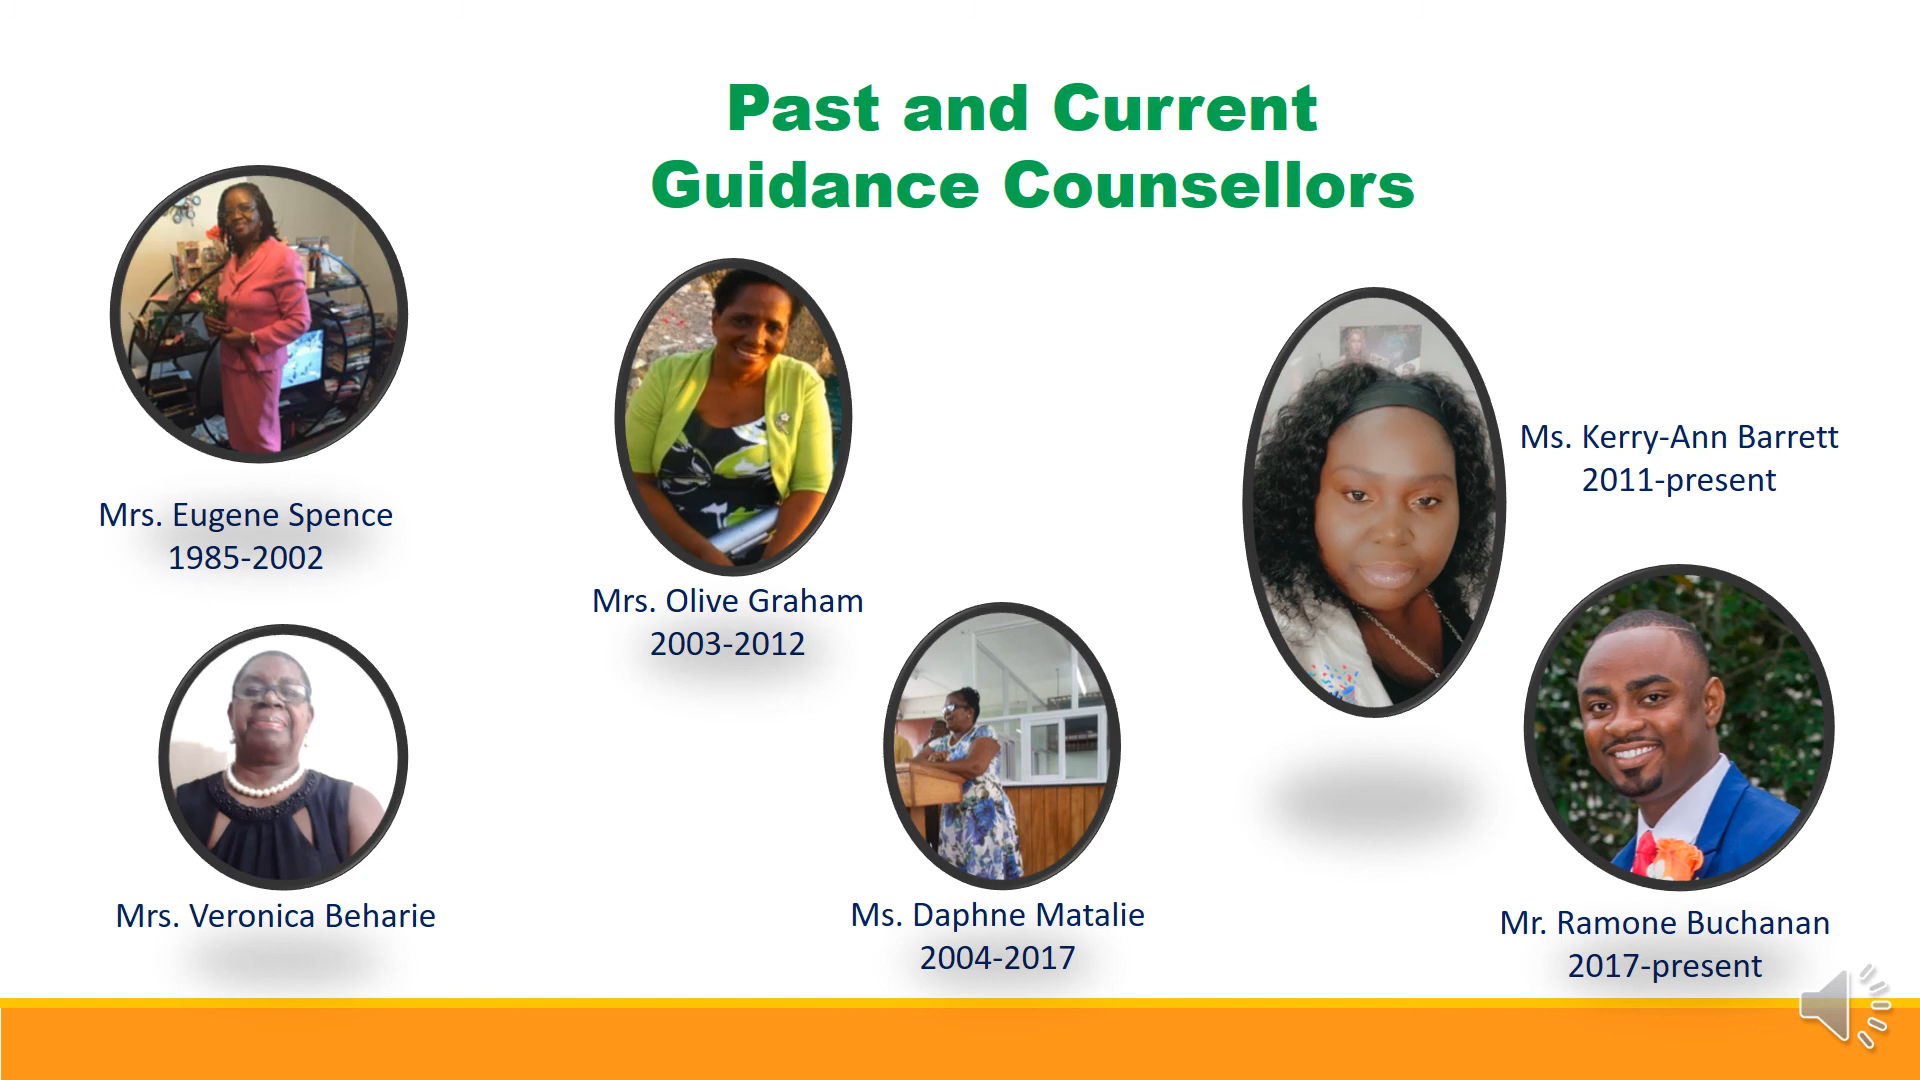 Past and Current
Guidance Counsellors
Mrs. Eugene Spence
1985-2002
Mrs. Olive Graham
2003-2012
Ms. Kerry-Ann Barrett
2011-present
Mrs. Veronica Beharie
Ms. Daphne Matalie
2004-2017
Mr. Ramone Buchanan
2017-present